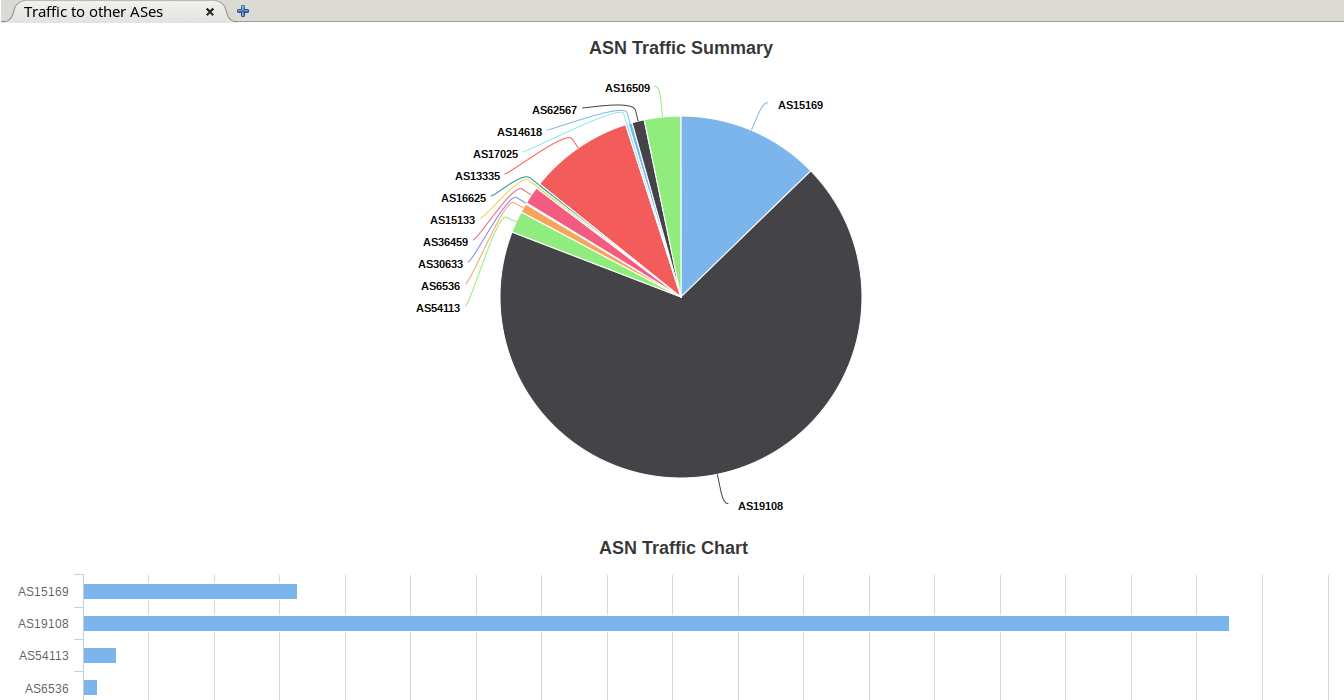 Traffic to other ASes
ASN Traffic Summary
AS16509
AS15169
AS62567
AS14618
AS17025
AS13335
AS16625
AS15133
AS36459
AS30633
AS6536
AS54113
AS19108
ASN Traffic Chart
AS15169
AS19108
AS54113
AS6536